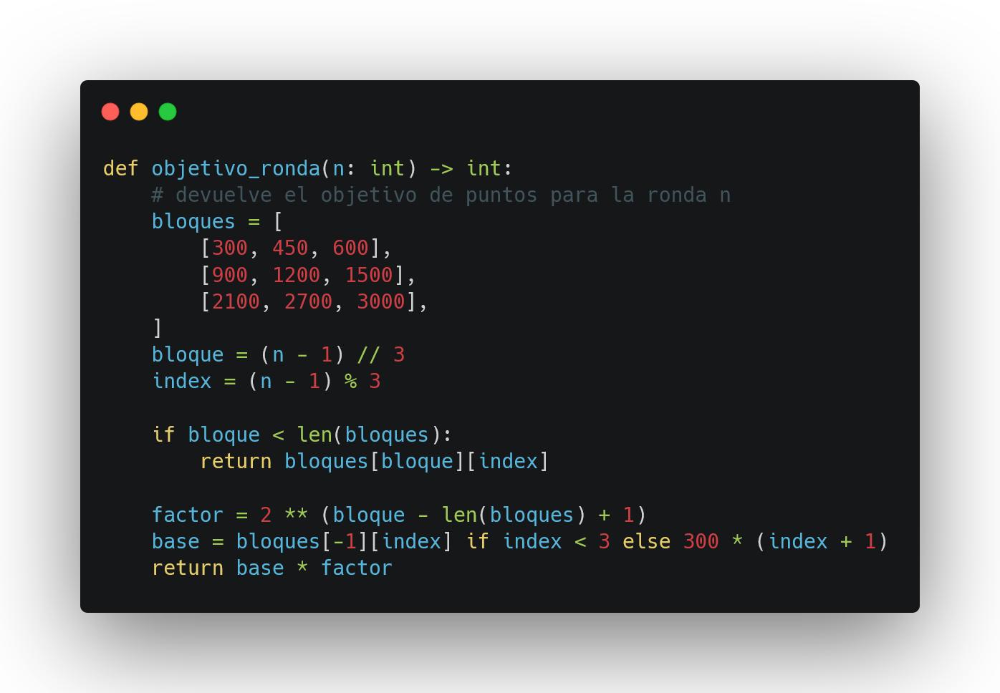 def objetivo_ronda(n: int) -> int:
    # devuelve el objetivo de puntos para la ronda n
    bloques = [
        [300, 450, 600],
        [900, 1200, 1500],
        [2100, 2700, 3000],
    ]
    bloque = (n - 1) // 3
    index = (n - 1) % 3

    if bloque < len(bloques):
        return bloques[bloque][index]

    factor = 2 ** (bloque - len(bloques) + 1)
    base = bloques[-1][index] if index < 3 else 300 * (index + 1)
    return base * factor